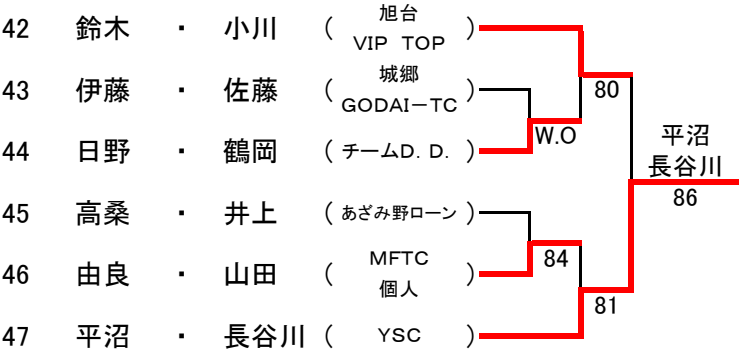 42 鈴木 ・ 小川 ( 旭台 VIP TOP )
43 伊藤 ・ 佐藤 ( 城郷 GODAI－TC )
44 日野 ・ 鶴岡 ( チームD．D． )
45 高桑 ・ 井上 ( あざみ野ローン )
46 由良 ・ 山田 ( MFTC 個人 )
47 平沼 ・ 長谷川 ( YSC )
80
W.O
84
81
平沼
長谷川
86